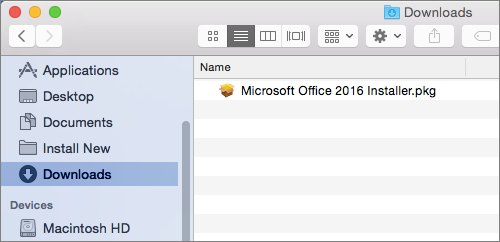 Downloads
Name
Applications
Microsoft Office 2016 Installer.pkg
Desktop
Documents
Install New
Downloads
Devices
Macintosh HD